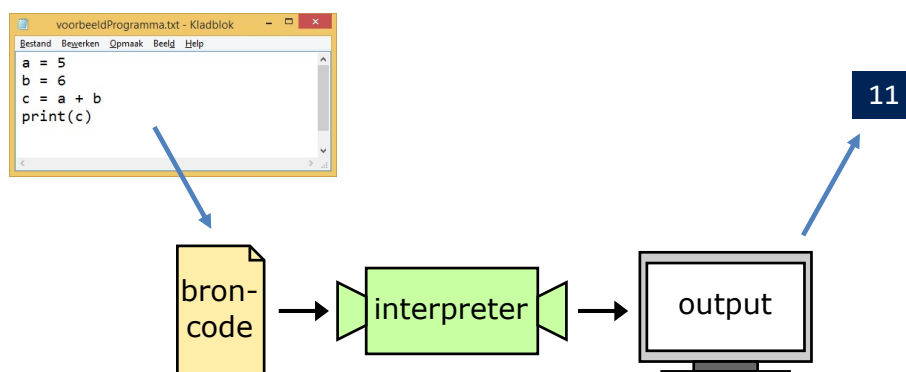 voorbeeldProgramma.txt - Kladblok
Bestand Bewerken Opmaak Beeld Help
a = 5
b = 6
c = a + b
print(c)
11
bron-
code
interpreter
output